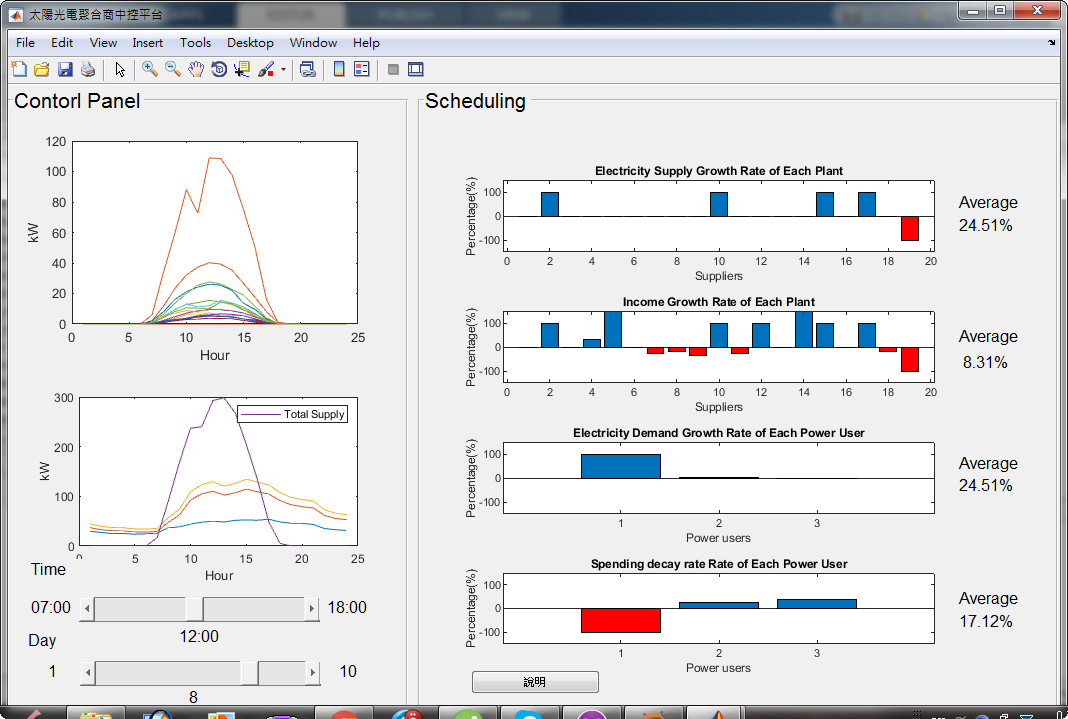 太陽光電聚合商中控平台
File Edit View Insert Tools Desktop Window Help
Contorl Panel
120
100
80
60
40
20
0
kW
0 5 10 15 20 25
Hour
300
200
100
0
kW
Total Supply
0 5 10 15 20 25
Hour
Time
07:00 18:00
12:00
Day
1 10
8
Scheduling
Electricity Supply Growth Rate of Each Plant
Percentage(%)
100
0
-100
0 2 4 6 8 10 12 14 16 18 20
Suppliers
Average
24.51%
Income Growth Rate of Each Plant
Percentage(%)
100
0
-100
0 2 4 6 8 10 12 14 16 18 20
Suppliers
Average
8.31%
Electricity Demand Growth Rate of Each Power User
Percentage(%)
100
0
-100
1 2 3
Power users
Average
24.51%
Spending decay rate Rate of Each Power User
Percentage(%)
100
0
-100
1 2 3
Power users
Average
17.12%
說明